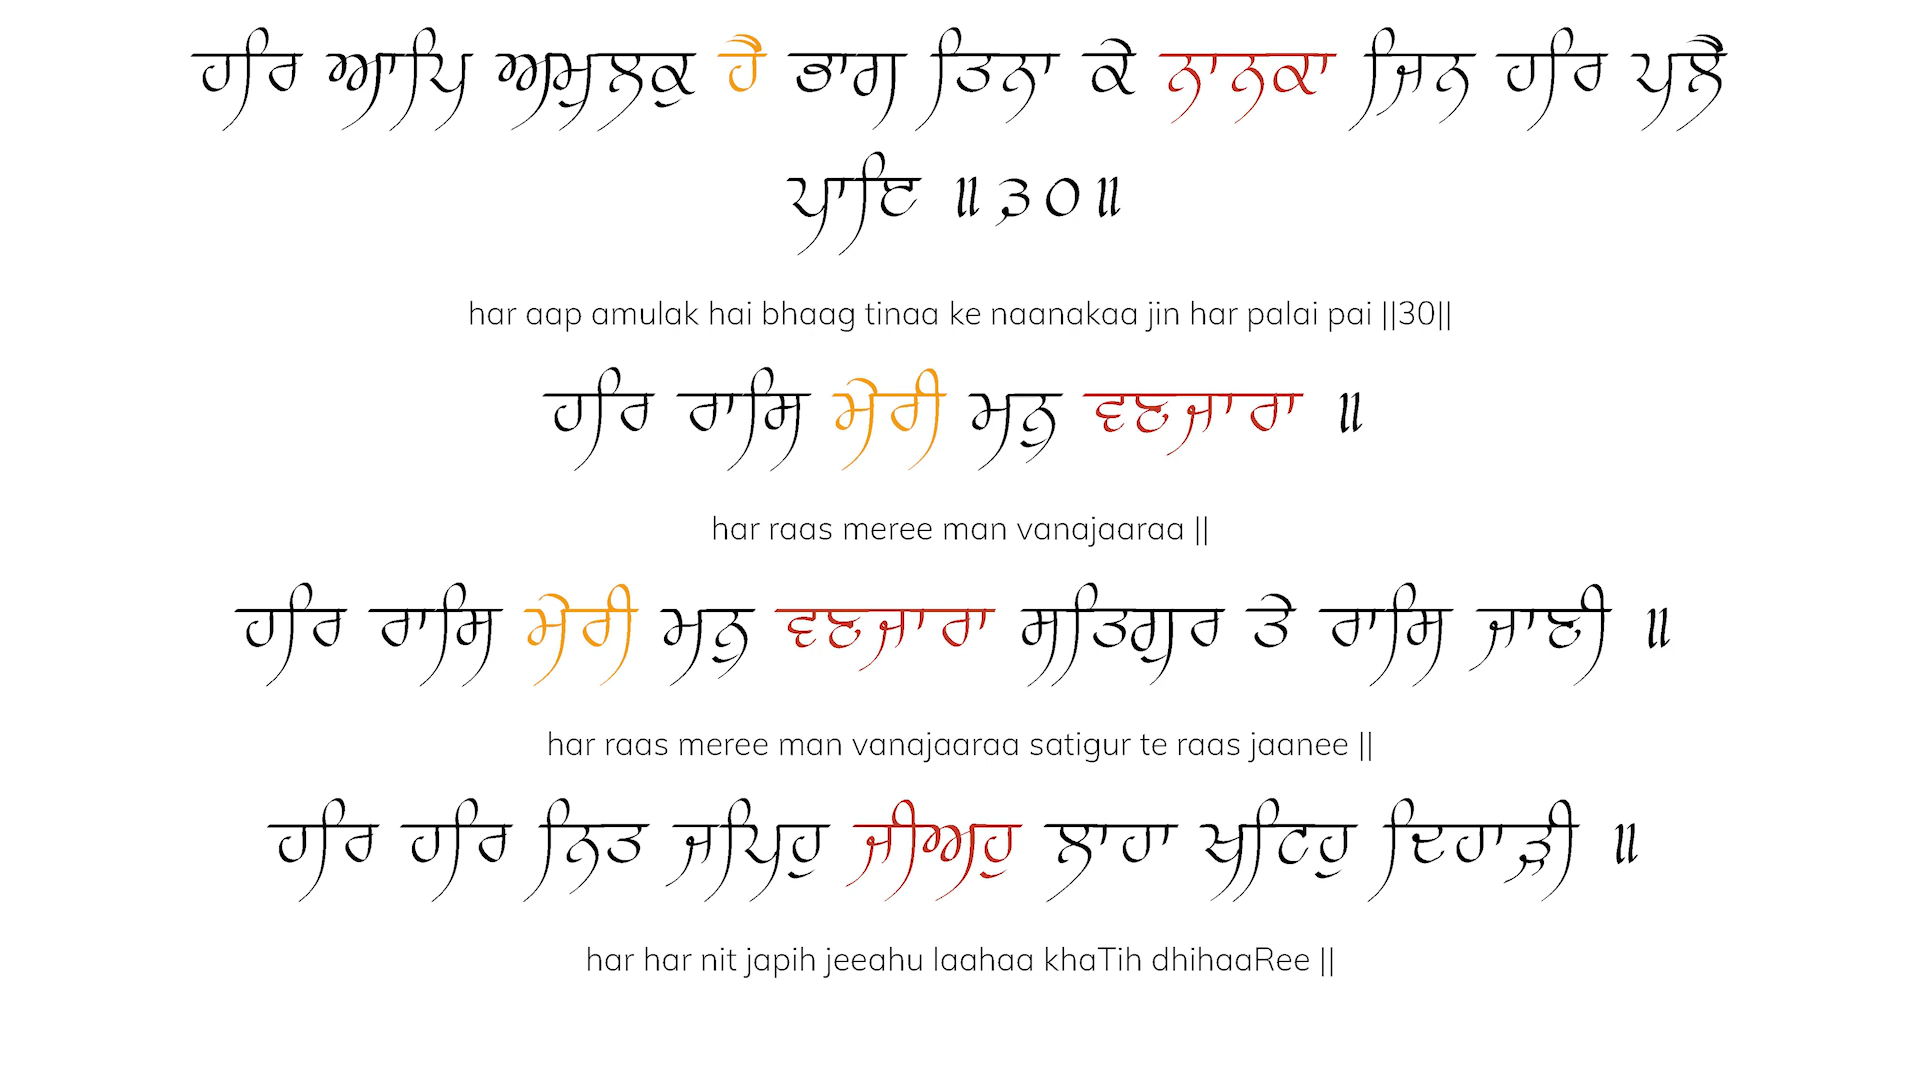 ਹਰਿ ਆਪਿ ਅਮੁਲਕੁ ਹੈ ਭਾਗ ਤਿਨਾ ਕੇ ਨਾਨਕਾ ਜਿਨ ਹਰਿ ਪਲੈ
ਪਾਇ ॥੩੦॥
har aap amulak hai bhaag tinaa ke naanakaa jin har palai pai ||30||
ਹਰਿ ਰਾਸਿ ਮੇਰੀ ਮਨੁ ਵਣਜਾਰਾ ॥
har raas meree man vanajaaraa ||
ਹਰਿ ਰਾਸਿ ਮੇਰੀ ਮਨੁ ਵਣਜਾਰਾ ਸਤਿਗੁਰ ਤੇ ਰਾਸਿ ਜਾਣੀ ॥
har raas meree man vanajaaraa satigur te raas jaanee ||
ਹਰਿ ਹਰਿ ਨਿਤ ਜਪਿਹੁ ਜੀਅਹੁ ਲਾਹਾ ਖਟਿਹੁ ਦਿਹਾੜੀ ॥
har har nit japih jeeahu laahaa khaTih dhihaaRee ||